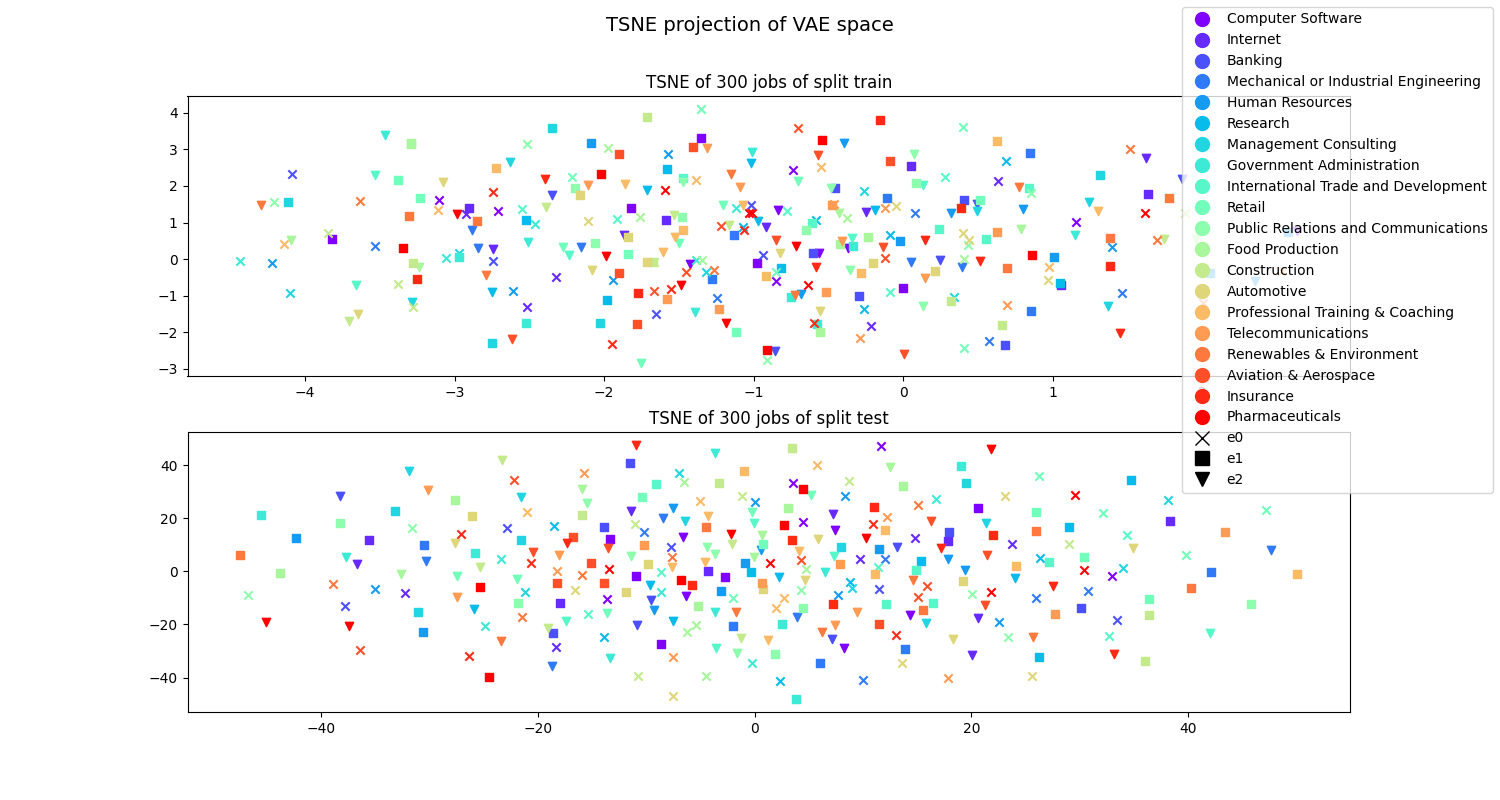 TSNE projection of VAE space
TSNE of 300 jobs of split train
4
3
2
1
0
−1
−2
−3
−4 −3 −2 −1 0 1
TSNE of 300 jobs of split test
40
20
0
−20
−40
−40 −20 0 20 40
Computer Software
Internet
Banking
Mechanical or Industrial Engineering
Human Resources
Research
Management Consulting
Government Administration
International Trade and Development
Retail
Public Relations and Communications
Food Production
Construction
Automotive
Professional Training & Coaching
Telecommunications
Renewables & Environment
Aviation & Aerospace
Insurance
Pharmaceuticals
e0
e1
e2